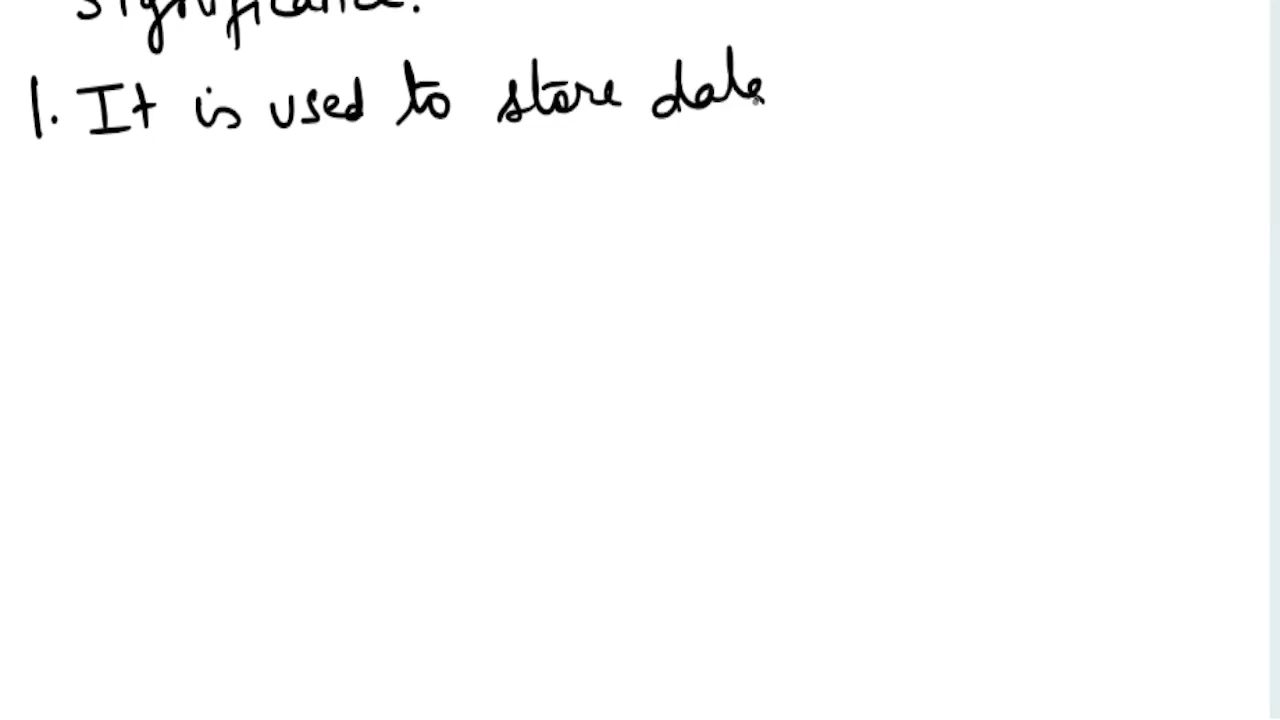 significance.
1. It is used to store data